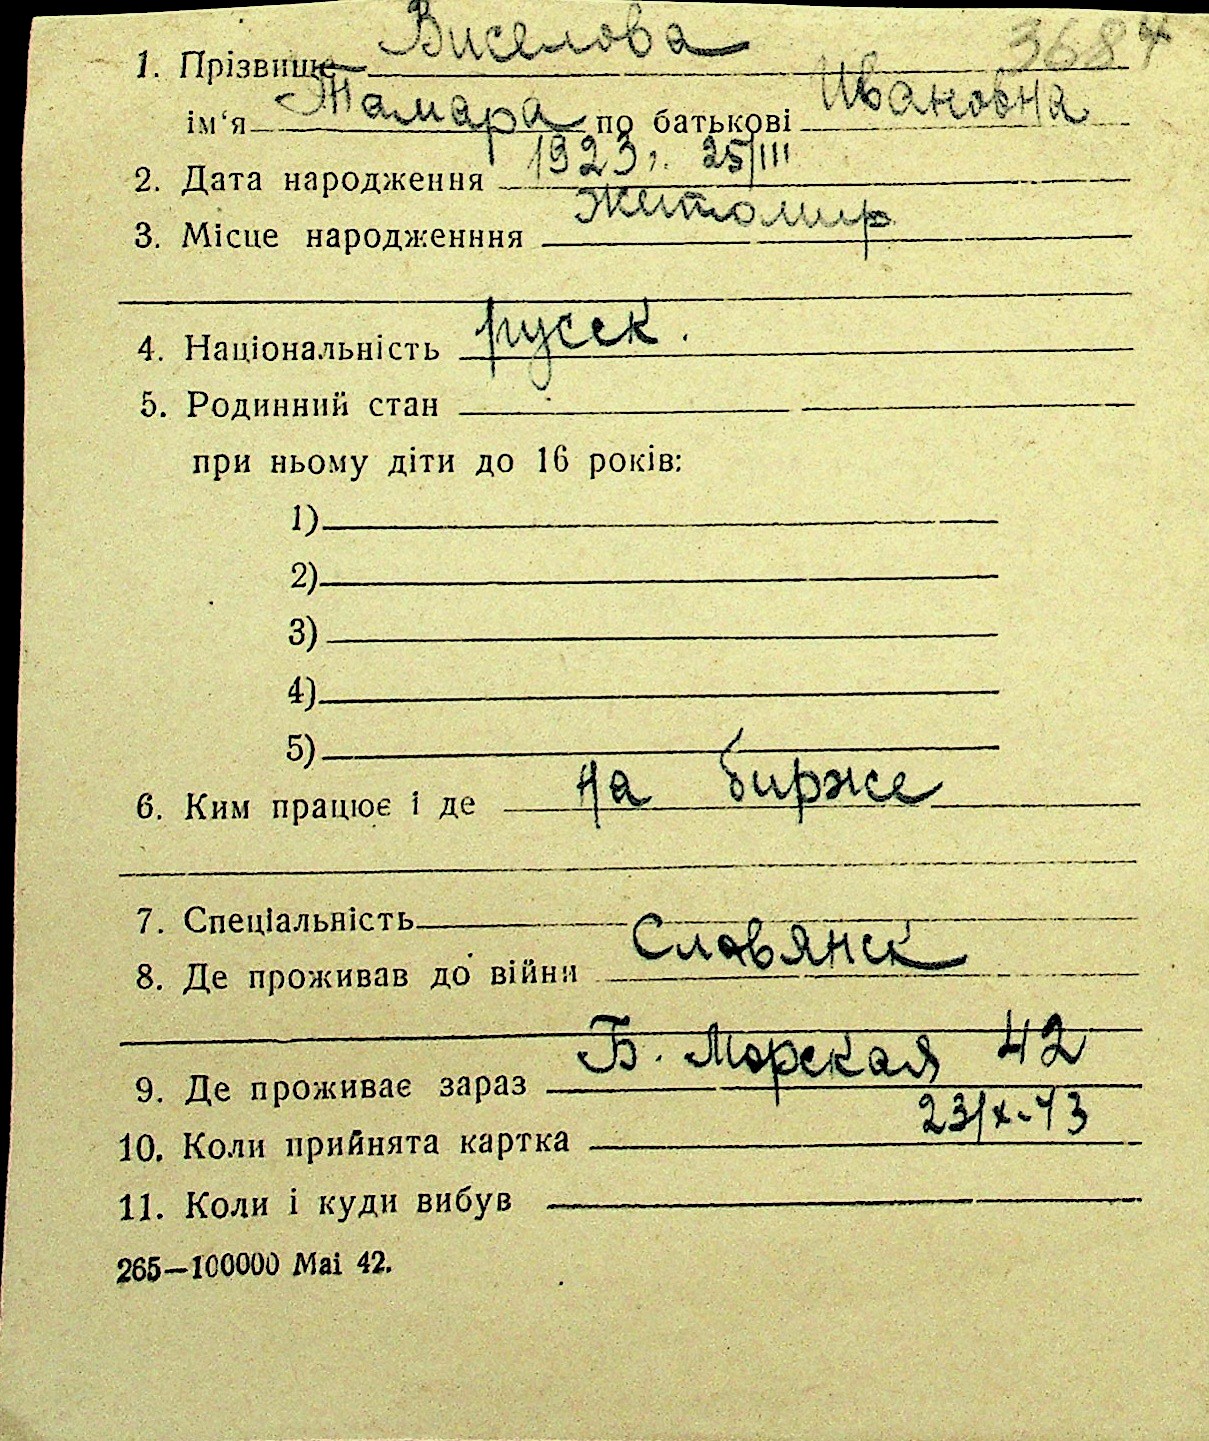 1. Прізвище Виселова 3684
ім'я Тамара по батькові Ивановна
2. Дата народження 1923 г. 25/III
3. Місце народженння Житомир
4. Національність русск.
5. Родинний стан
при ньому діти до 16 років:
1)
2)
3)
4)
5)
6. Ким працює і де на бирже
7. Спеціальність
8. Де проживав до війни Славянск
9. Де проживає зараз Б. Морская 42
10. Коли прийнята картка 23/X-43
11. Коли і куди вибув
265—100000 Mai 42.